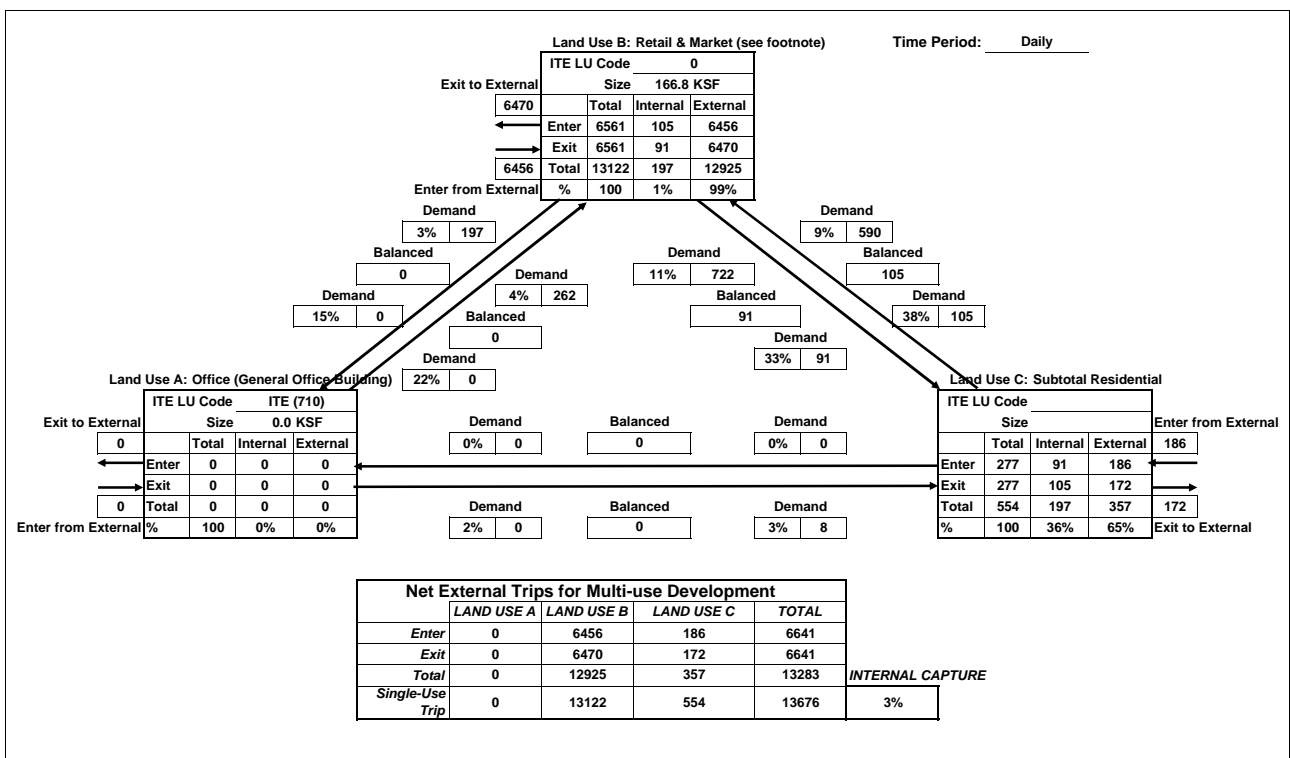 Land Use B: Retail & Market (see footnote) Time Period: Daily
ITE LU Code 0
Exit to External Size 166.8 KSF
6470 Total Internal External
Enter 6561 105 6456
Exit 6561 91 6470
6456 Total 13122 197 12925
Enter from External % 100 1% 99%
Demand Demand
3% 197 9% 590
Balanced Demand Balanced
0 Demand 11% 722 105
Demand 4% 262 Balanced Demand
15% 0 Balanced 91 38% 105
0 Demand
Demand 33% 91
Land Use A: Office (General Office Building) 22% 0 Land Use C: Subtotal Residential
ITE LU Code ITE (710) ITE LU Code
Exit to External Size 0.0 KSF Demand Balanced Demand Size Enter from External
0 Total Internal External 0% 0 0 0% 0 Total Internal External 186
Enter 0 0 0 Enter 277 91 186
Exit 0 0 0 Exit 277 105 172
0 Total 0 0 0 Demand Balanced Demand Total 554 197 357 172
Enter from External % 100 0% 0% 2% 0 0 3% 8 % 100 36% 65% Exit to External
Net External Trips for Multi-use Development
LAND USE A LAND USE B LAND USE C TOTAL
Enter 0 6456 186 6641
Exit 0 6470 172 6641
Total 0 12925 357 13283 INTERNAL CAPTURE
Single-Use
Trip 0 13122 554 13676 3%